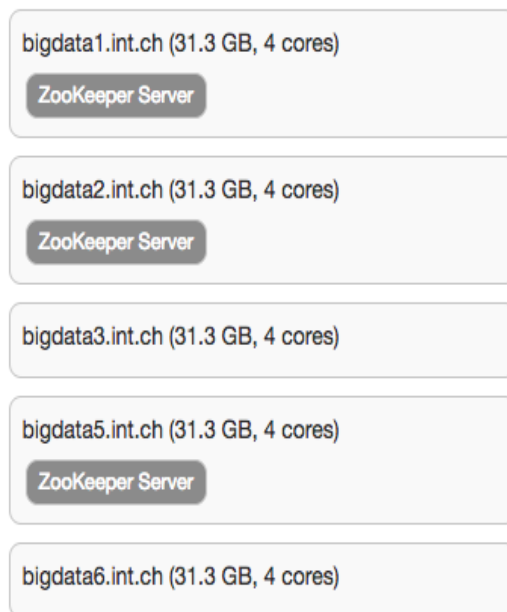 bigdata1.int.ch (31.3 GB, 4 cores)
ZooKeeper Server
bigdata2.int.ch (31.3 GB, 4 cores)
ZooKeeper Server
bigdata3.int.ch (31.3 GB, 4 cores)
bigdata5.int.ch (31.3 GB, 4 cores)
ZooKeeper Server
bigdata6.int.ch (31.3 GB, 4 cores)